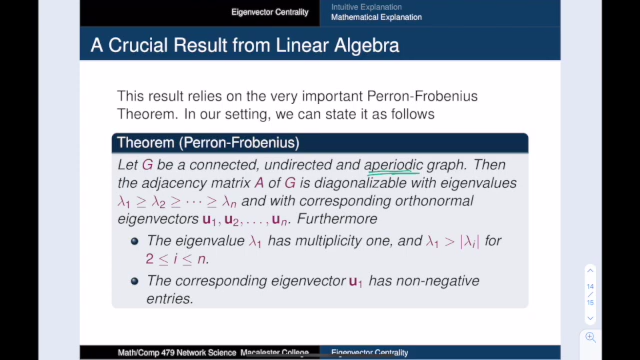 Eigenvector Centrality
Intuitive Explanation
Mathematical Explanation
A Crucial Result from Linear Algebra
This result relies on the very important Perron-Frobenius
Theorem. In our setting, we can state it as follows
Theorem (Perron-Frobenius)
Let G be a connected, undirected and aperiodic graph. Then
the adjacency matrix A of G is diagonalizable with eigenvalues
λ₁ ≥ λ₂ ≥ ⋯ ≥ λₙ and with corresponding orthonormal
eigenvectors u₁, u₂, . . . , uₙ. Furthermore
The eigenvalue λ₁ has multiplicity one, and λ₁ > |λᵢ| for
2 ≤ i ≤ n.
The corresponding eigenvector u₁ has non-negative
entries.
14
/
15
Math/Comp 479 Network Science Macalester College
Eigenvector Centrality